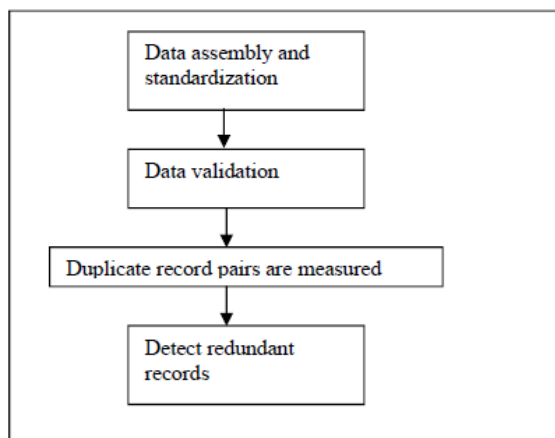 Data assembly and
standardization
Data validation
Duplicate record pairs are measured
Detect redundant
records